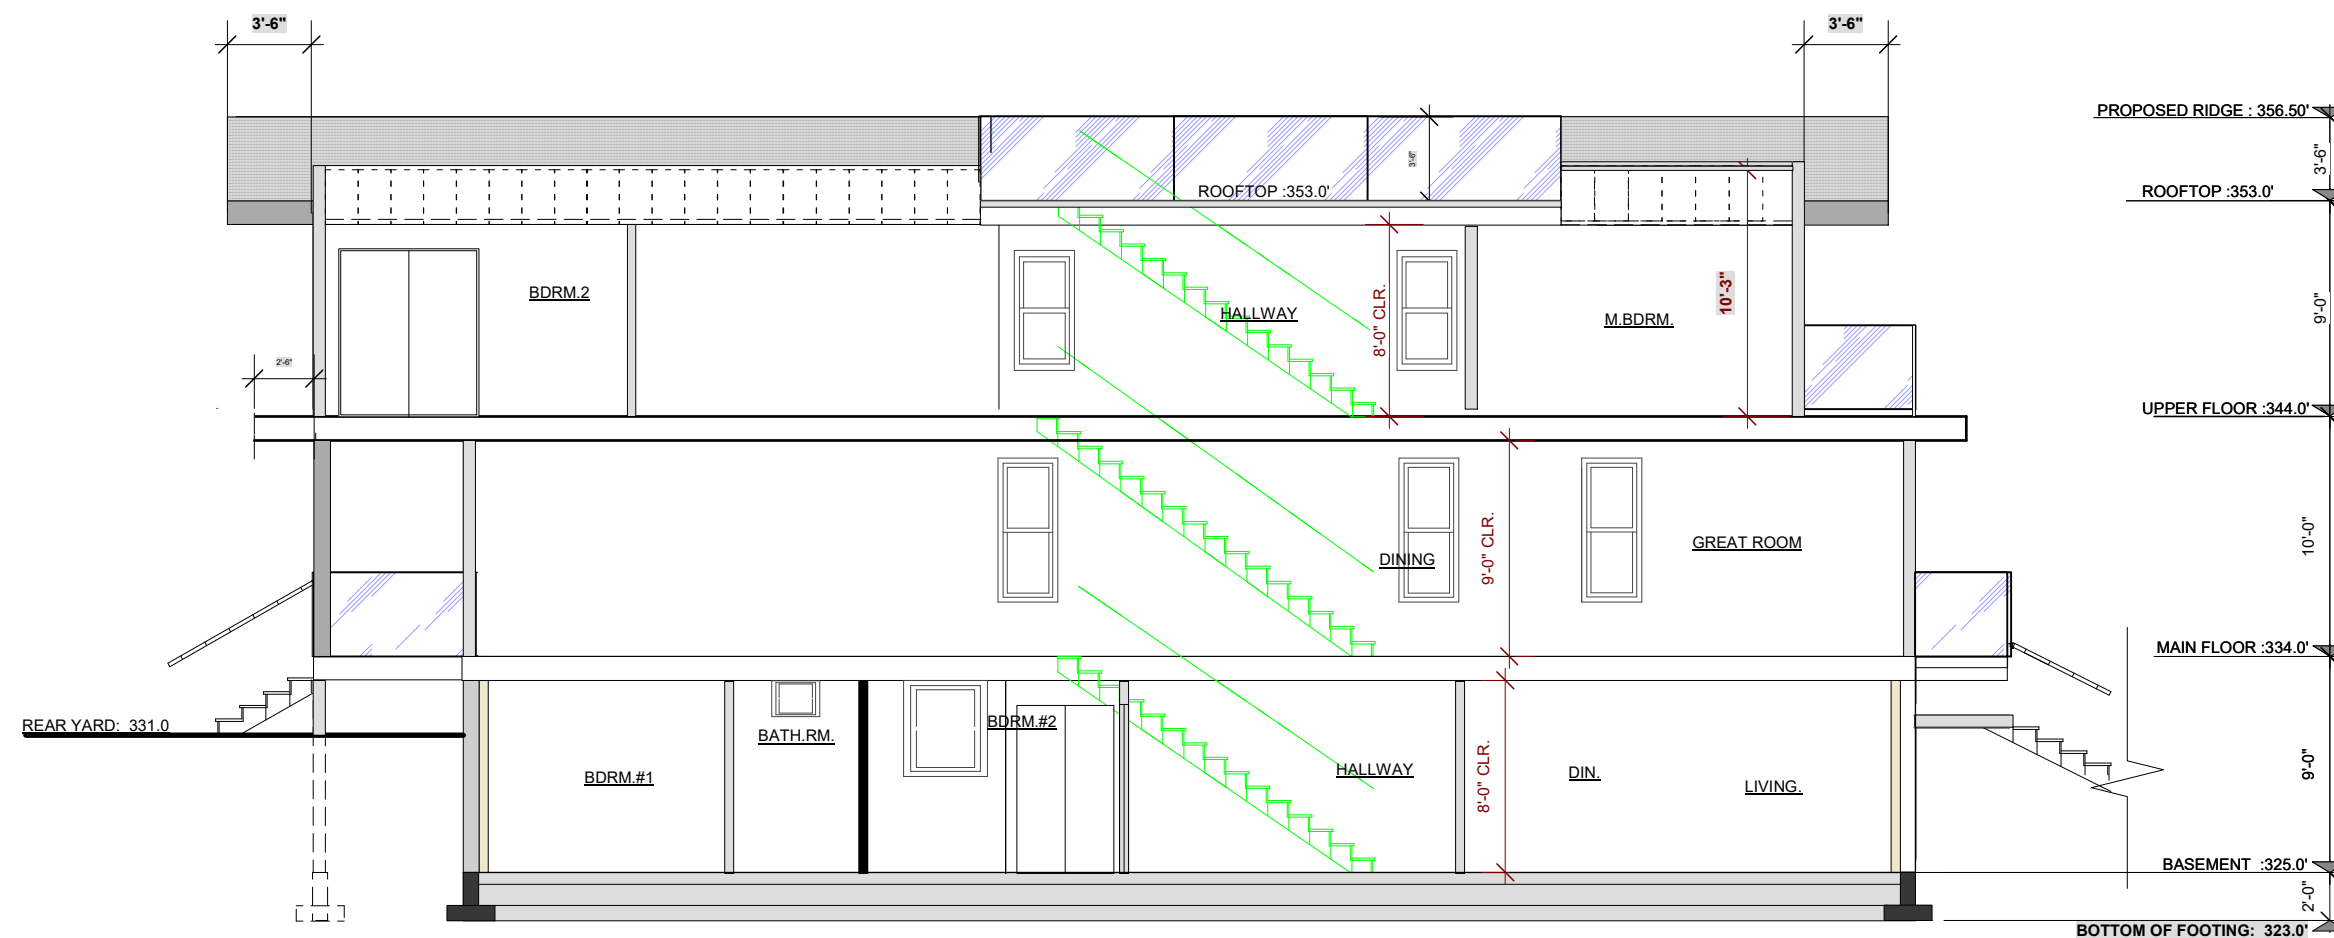 3'-6"
3'-6"
PROPOSED RIDGE : 356.50'
3'-6"
3'-6"
ROOFTOP :353.0'
ROOFTOP :353.0'
BDRM.2
HALLWAY
8'-0" CLR.
10'-3"
M.BDRM.
9'-0"
2'-6"
UPPER FLOOR :344.0'
9'-0" CLR.
GREAT ROOM
10'-0"
DINING
MAIN FLOOR :334.0'
REAR YARD: 331.0
BDRM.#2
BATH.RM.
BDRM.#1
HALLWAY
8'-0" CLR.
DIN.
LIVING.
9'-0"
BASEMENT :325.0'
2'-0"
BOTTOM OF FOOTING: 323.0'